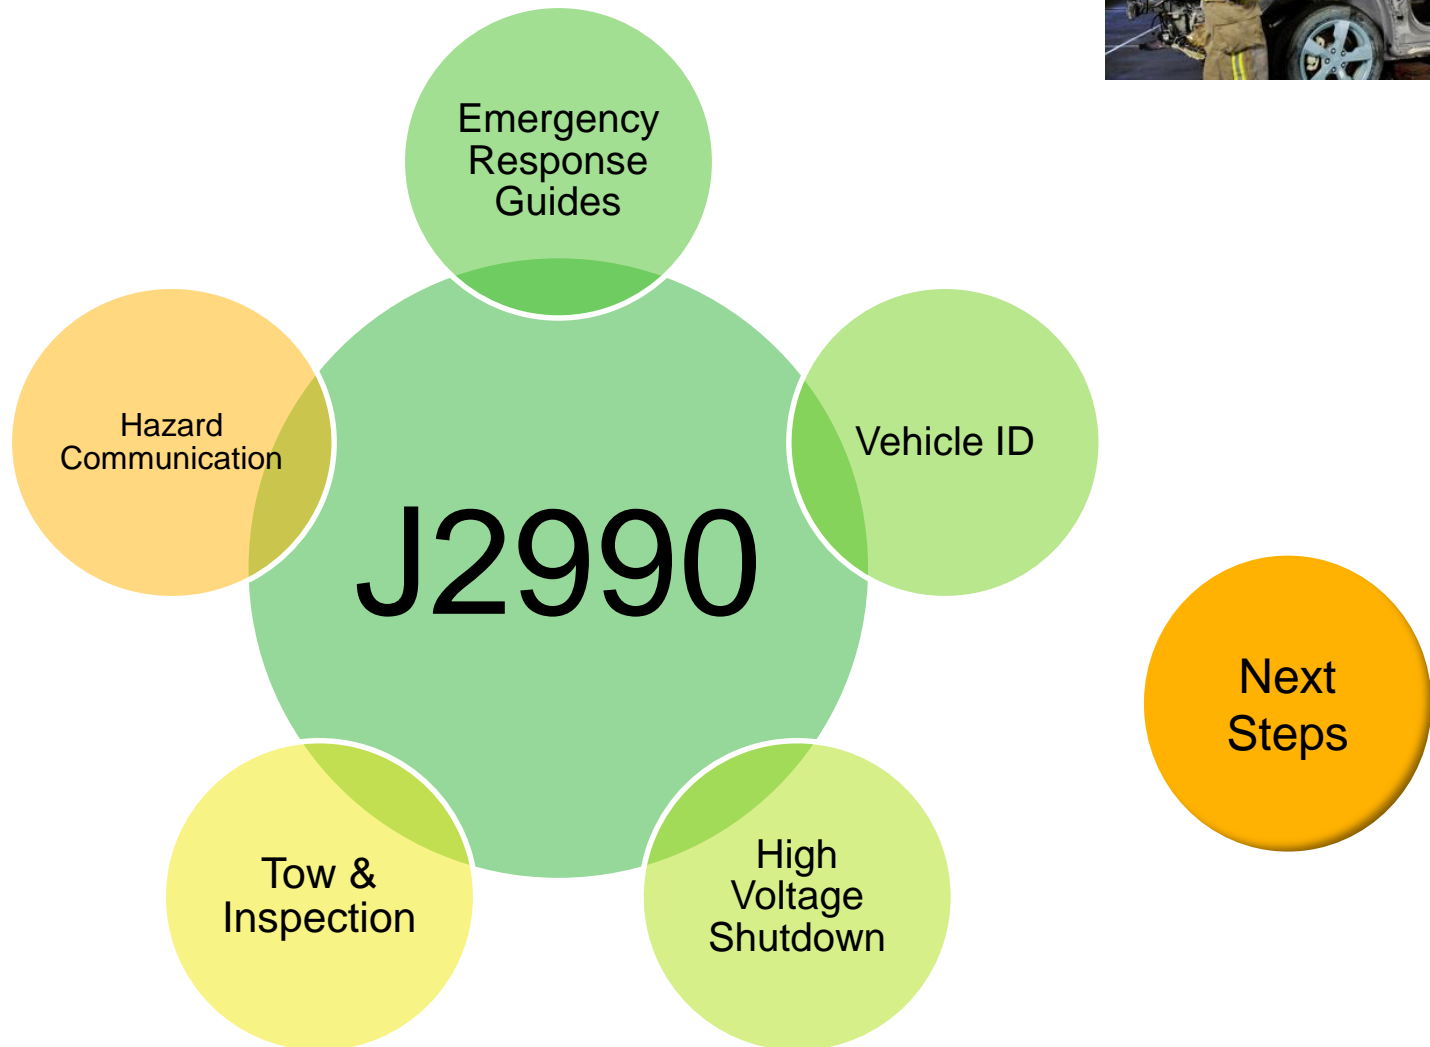 Emergency
Response
Guides
Hazard
Communication
Vehicle ID
J2990
Next
Steps
Tow &
Inspection
High
Voltage
Shutdown